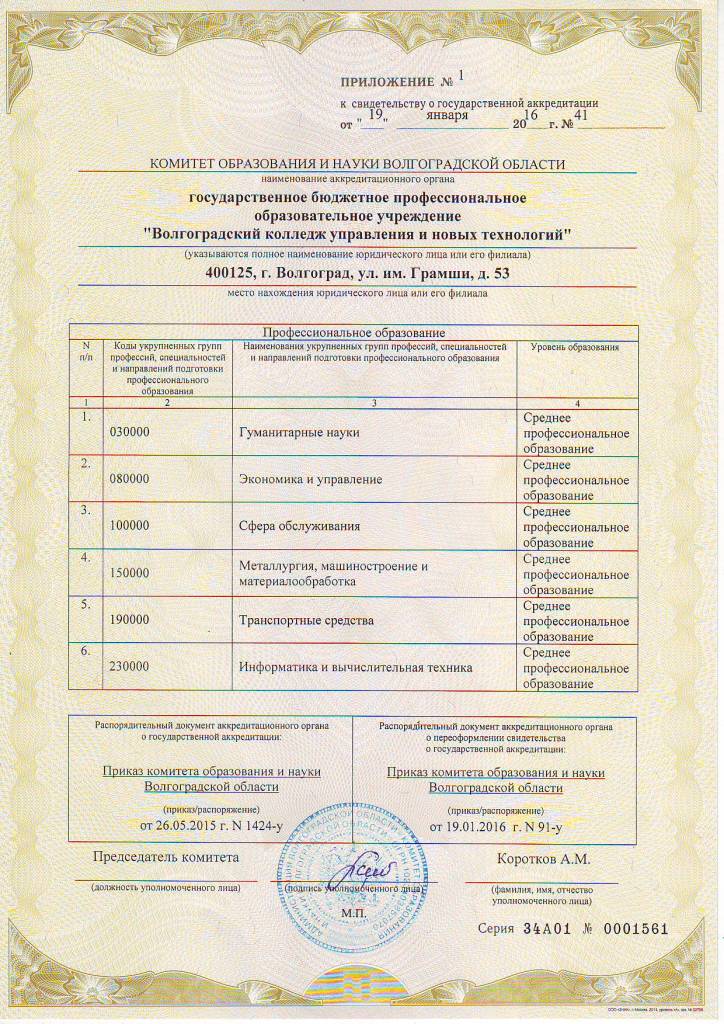 ПРИЛОЖЕНИЕ № 1
к свидетельству о государственной аккредитации
от "19" января 2016 г. № 41
КОМИТЕТ ОБРАЗОВАНИЯ И НАУКИ ВОЛГОГРАДСКОЙ ОБЛАСТИ
наименование аккредитационного органа
государственное бюджетное профессиональное
образовательное учреждение
"Волгоградский колледж управления и новых технологий"
(указываются полное наименование юридического лица или его филиала)
400125, г. Волгоград, ул. им. Грамши, д. 53
место нахождения юридического лица или его филиала
Профессиональное образование
N п/п
Коды укрупненных групп
профессий, специальностей
и направлений подготовки
профессионального
образования
Наименования укрупненных групп профессий, специальностей
и направлений подготовки профессионального образования
Уровень образования
1 2 3 4
1.
030000
Гуманитарные науки
Среднее
профессиональное
образование
2.
080000
Экономика и управление
Среднее
профессиональное
образование
3.
100000
Сфера обслуживания
Среднее
профессиональное
образование
4.
150000
Металлургия, машиностроение и
материалообработка
Среднее
профессиональное
образование
5.
190000
Транспортные средства
Среднее
профессиональное
образование
6.
230000
Информатика и вычислительная техника
Среднее
профессиональное
образование
Распорядительный документ аккредитационного органа
о государственной аккредитации:
Приказ комитета образования и науки
Волгоградской области
(приказ/распоряжение)
от 26.05.2015 г. N 1424-у
Распорядительный документ аккредитационного органа
о переоформлении свидетельства
о государственной аккредитации:
Приказ комитета образования и науки
Волгоградской области
(приказ/распоряжение)
от 19.01.2016 г. N 91-у
Председатель комитета
(должность уполномоченного лица)
(подпись уполномоченного лица)
М.П.
Коротков А.М.
(фамилия, имя, отчество
уполномоченного лица)
Серия 34А01 № 0001561